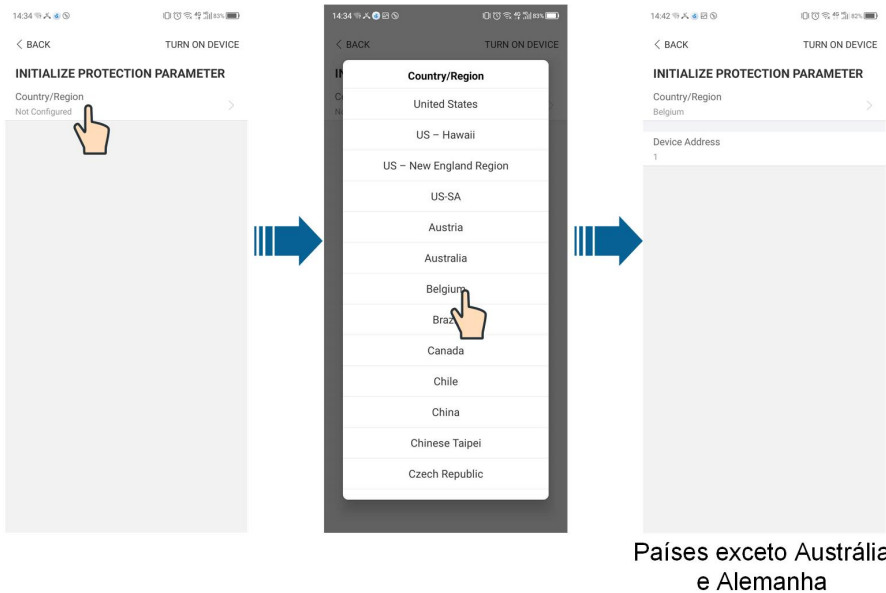 14:34
83%
< BACK
TURN ON DEVICE
INITIALIZE PROTECTION PARAMETER
Country/Region
Not Configured
14:34
83%
< BACK
TURN ON DEVICE
Country/Region
United States
US – Hawaii
US – New England Region
US-SA
Austria
Australia
Belgium
Canada
Chile
China
Chinese Taipei
Czech Republic
14:42
82%
< BACK
TURN ON DEVICE
INITIALIZE PROTECTION PARAMETER
Country/Region
Belgium
Device Address
1
Países exceto Austrália
e Alemanha